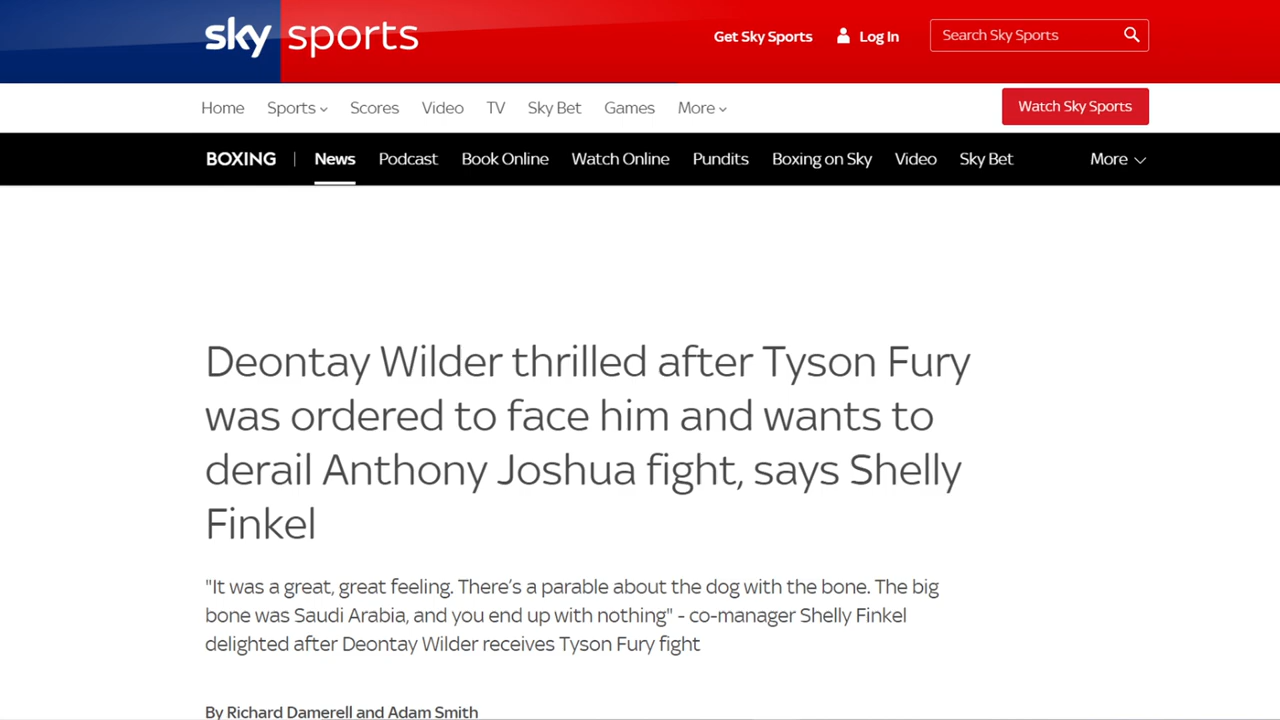 sky sports
Get Sky Sports Log In Search Sky Sports
Home Sports Scores Video TV Sky Bet Games More Watch Sky Sports
BOXING | News Podcast Book Online Watch Online Pundits Boxing on Sky Video Sky Bet More
Deontay Wilder thrilled after Tyson Fury
was ordered to face him and wants to
derail Anthony Joshua fight, says Shelly
Finkel
"It was a great, great feeling. There’s a parable about the dog with the bone. The big
bone was Saudi Arabia, and you end up with nothing" - co-manager Shelly Finkel
delighted after Deontay Wilder receives Tyson Fury fight
By Richard Damerell and Adam Smith